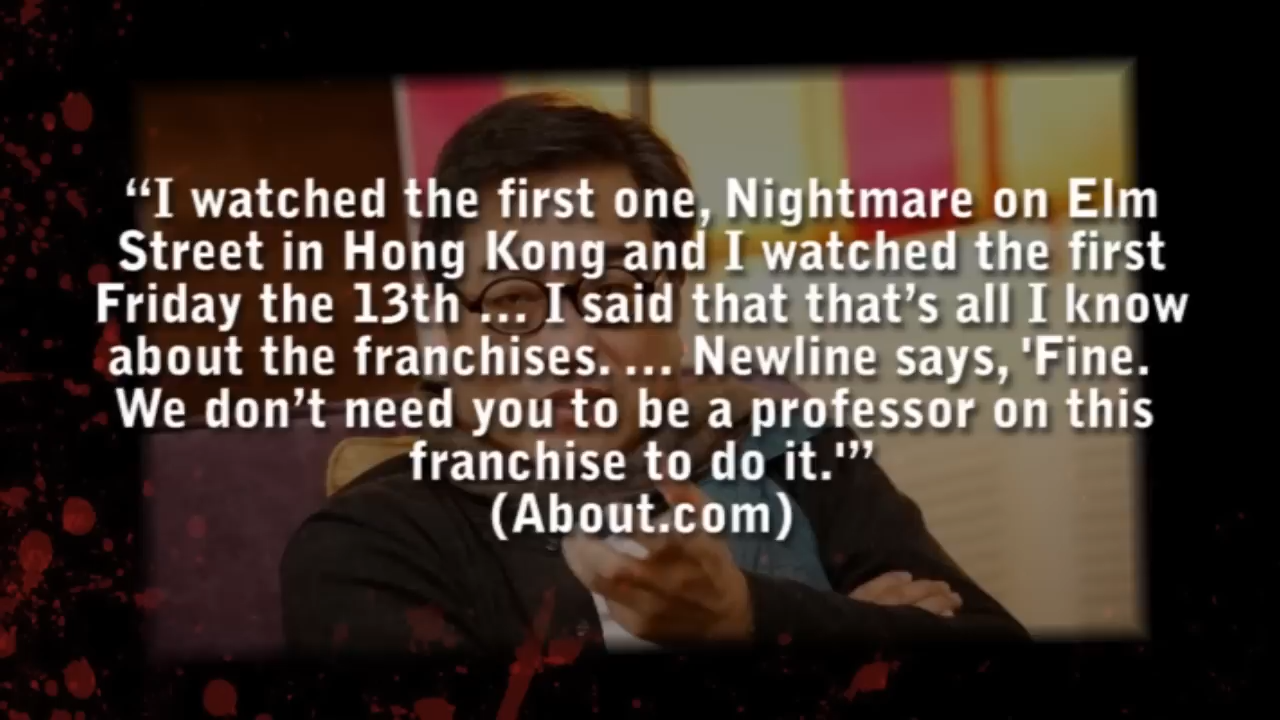 “I watched the first one, Nightmare on Elm
Street in Hong Kong and I watched the first
Friday the 13th ... I said that that’s all I know
about the franchises. ... Newline says, 'Fine.
We don’t need you to be a professor on this
franchise to do it.'”
(About.com)